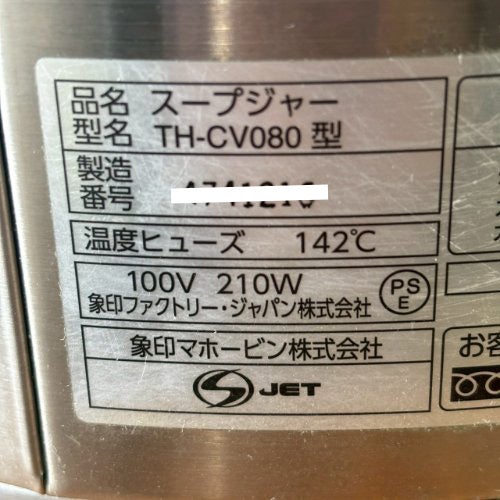 品名 スープジャー
型名 TH-CV080 型
製造
番号
温度ヒューズ 142℃
100V 210W
象印ファクトリー・ジャパン株式会社
PS
E
象印マホービン株式会社
JET
お客